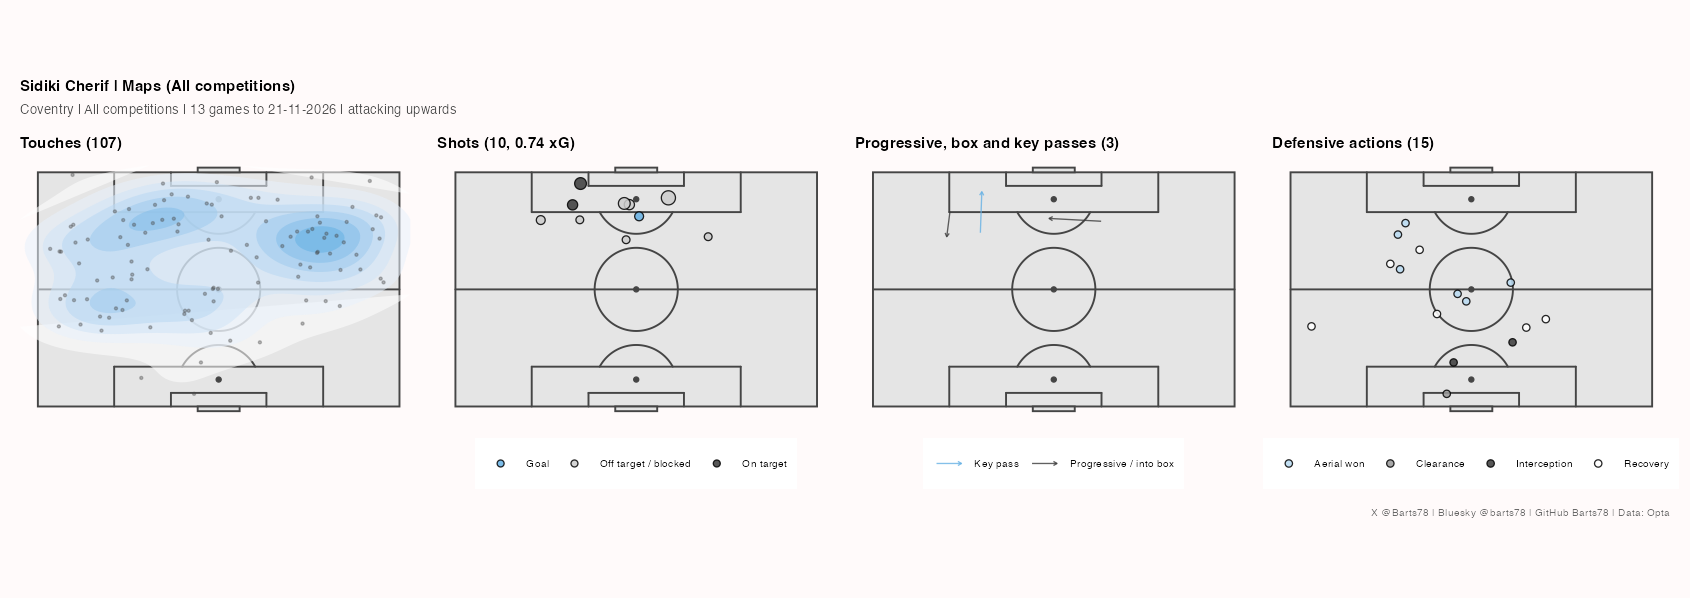 Sidiki Cherif | Maps (All competitions)
Coventry | All competitions | 13 games to 21-11-2026 | attacking upwards
Touches (107)
Shots (10, 0.74 xG)
Progressive, box and key passes (3)
Defensive actions (15)
Goal
Off target / blocked
On target
Key pass
Progressive / into box
Aerial won
Clearance
Interception
Recovery
X @Barts78 | Bluesky @barts78 | GitHub Barts78 | Data: Opta